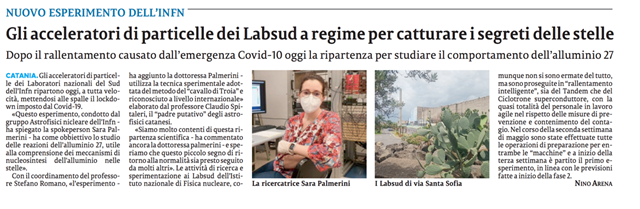 NUOVO ESPERIMENTO DELL'INFN
Gli acceleratori di particelle dei Labsud a regime per catturare i segreti delle stelle
Dopo il rallentamento causato dall'emergenza Covid-10 oggi la ripartenza per studiare il comportamento dell'alluminio 27
CATANIA. Gli acceleratori di particel-
le dei Laboratori nazionali del Sud
dell'Infn ripartono oggi, a tutta velo-
cità, mettendosi alle spalle il lockdo-
wn imposto dal Covid-19.
«Questo esperimento, condotto dal
gruppo Astrofisici nicleare dell'Infn -
ha spiegato la spokerperson Sara Pal-
merini - ha come obbiettivo lo studio
delle reazioni dell'alluminio 27, utile
alla comprensione dei meccanismi di
nucleosintesi dell'alluminio nelle
stelle».
Con il coordinamento del professo-
re Stefano Romano, «l'esperimento -
ha aggiunto la dottoressa Palmerini -
utilizza la tecnica sperimentale adot-
tata del metodo del "cavallo di Troia" e
riconosciuto a livello internazionale»
elaborato dal professore Claudio Spi-
taleri, il "padre putativo" degli astro-
fisici catanesi.
«Siamo molto contenti di questa ri-
partenza scientifica - ha commentato
ancora la dottoressa palmerini - e spe-
riamo che questo piccolo segno di ri-
torno alla normalità sia presto seguito
da molti altri». Le attività di ricerca e
sperimentazione ai Labsud dell'Isti-
tuto nazionale di Fisica nucleare, co-
La ricercatrice Sara Palmerini
I Labsud di via Santa Sofia
munque non si sono ermate del tutto,
ma sono proseguite in "rallentamento
intelligente", sia del Tandem che del
Ciclotrone superconduttore, con la
quasi totalità del personale in lavoro
agile nel rispetto delle misure di pre-
venzione e contenimento del conta-
gio. Nel corso della seconda settimana
di maggio sono state effettuate tutte
le operazioni di preparazione per en-
trambe le "macchine" e a inizio della
terza settimana è partito il primo e-
sperimento, in linea con le previsioni
fatte a inizio della fase 2.
NINO ARENA